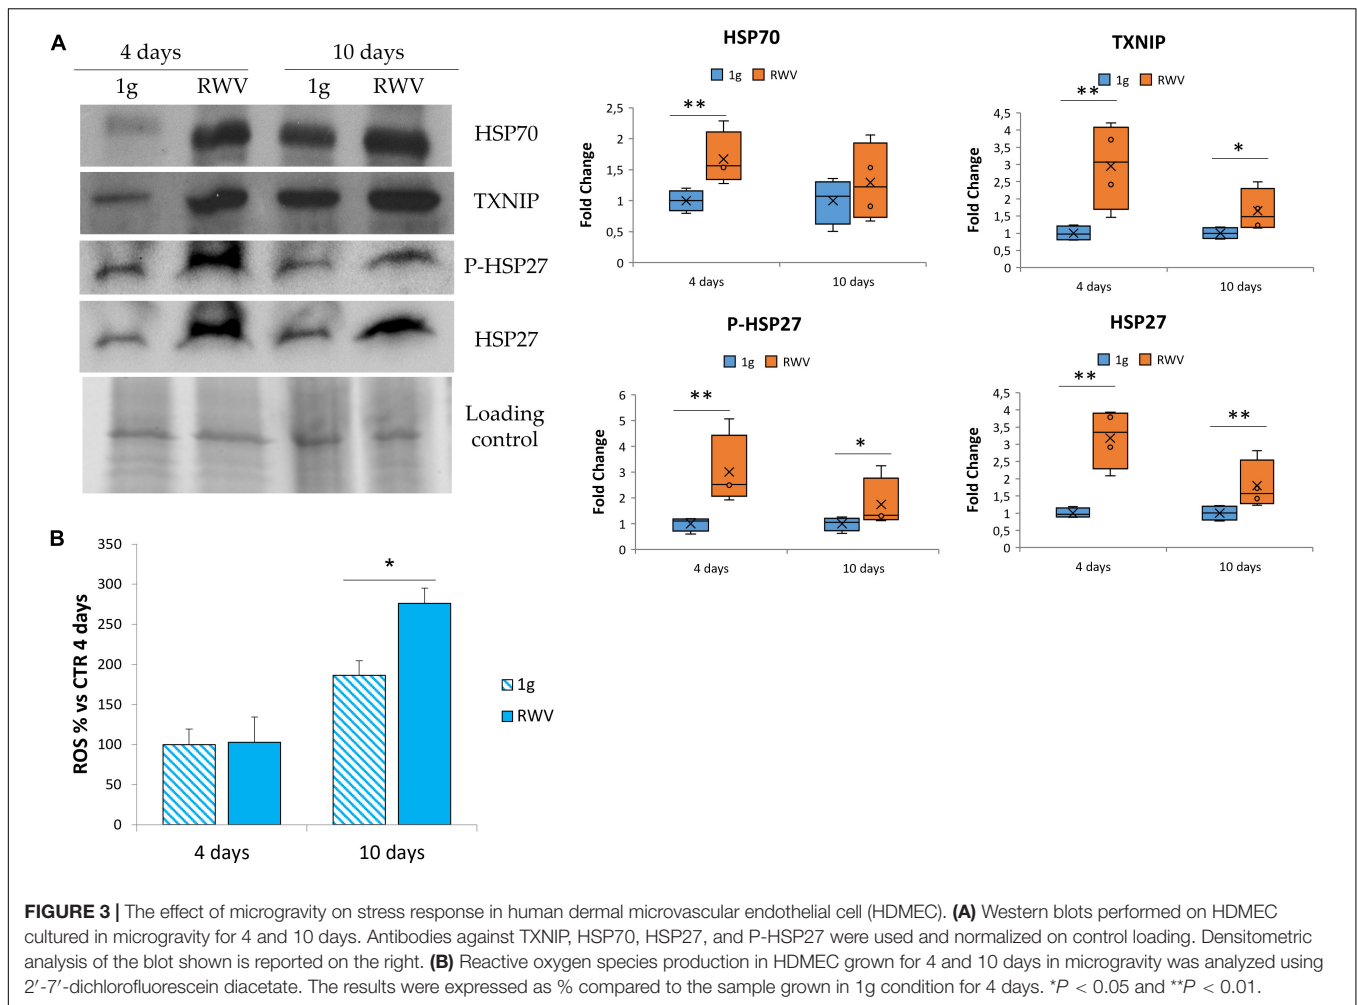 A
4 days 10 days
1g RWV 1g RWV
HSP70
TXNIP
P-HSP27
HSP27
Loading
control
HSP70
1g RWV
Fold Change
2,5
2
1,5
1
0,5
0
**
4 days 10 days
TXNIP
1g RWV
Fold Change
4,5
4
3,5
3
2,5
2
1,5
1
0,5
0
**
*
4 days 10 days
P-HSP27
1g RWV
Fold Change
6
5
4
3
2
1
0
**
*
4 days 10 days
HSP27
1g RWV
Fold Change
4,5
4
3,5
3
2,5
2
1,5
1
0,5
0
**
**
4 days 10 days
B
ROS % vs CTR 4 days
350
300
250
200
150
100
50
0
*
1g
RWV
4 days 10 days
FIGURE 3 | The effect of microgravity on stress response in human dermal microvascular endothelial cell (HDMEC). (A) Western blots performed on HDMEC
cultured in microgravity for 4 and 10 days. Antibodies against TXNIP, HSP70, HSP27, and P-HSP27 were used and normalized on control loading. Densitometric
analysis of the blot shown is reported on the right. (B) Reactive oxygen species production in HDMEC grown for 4 and 10 days in microgravity was analyzed using
2′-7′-dichlorofluorescein diacetate. The results were expressed as % compared to the sample grown in 1g condition for 4 days. *P < 0.05 and **P < 0.01.